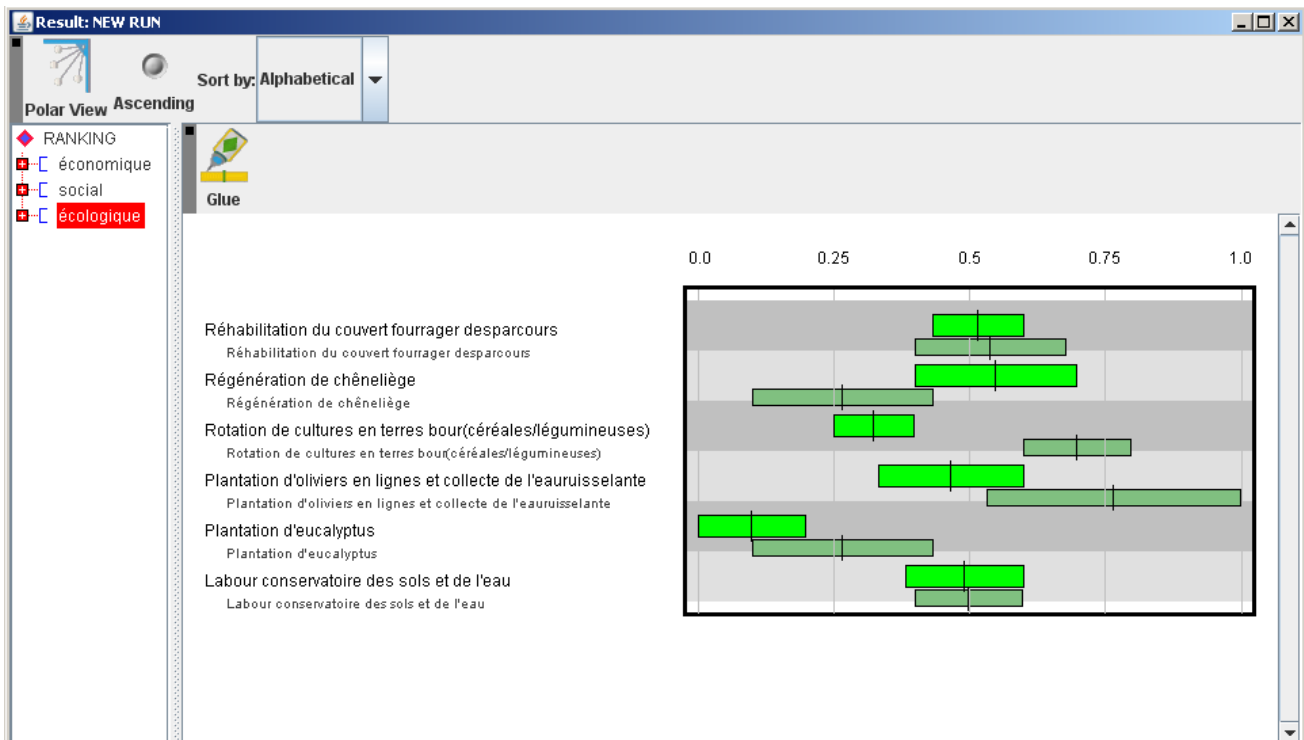 Result: NEW RUN
Polar View
Ascending
Sort by: Alphabetical
RANKING
économique
social
écologique
Glue
0.0 0.25 0.5 0.75 1.0
Réhabilitation du couvert fourrager desparcours
Réhabilitation du couvert fourrager desparcours
Régénération de chêneliège
Régénération de chêneliège
Rotation de cultures en terres bour(céréales/légumineuses)
Rotation de cultures en terres bour(céréales/légumineuses)
Plantation d'oliviers en lignes et collecte de l'eauruisselante
Plantation d'oliviers en lignes et collecte de l'eauruisselante
Plantation d'eucalyptus
Plantation d'eucalyptus
Labour conservatoire des sols et de l'eau
Labour conservatoire des sols et de l'eau